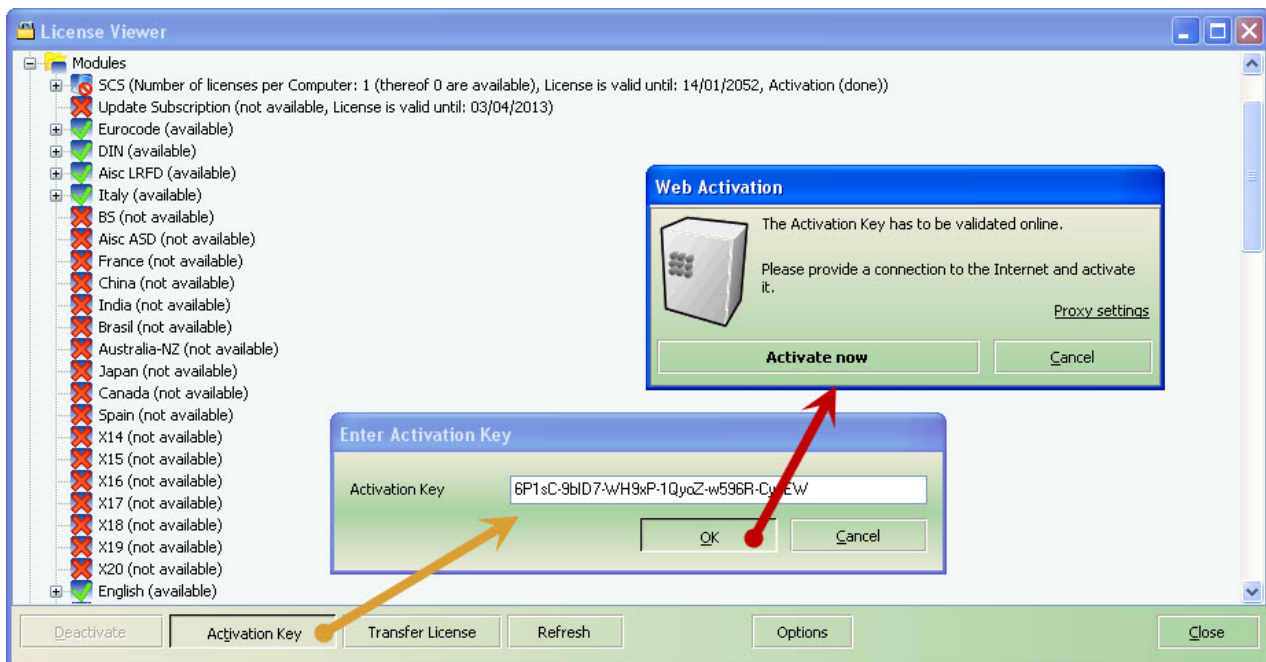 License Viewer
Modules
SCS (Number of licenses per Computer: 1 (thereof 0 are available), License is valid until: 14/01/2052, Activation (done))
Update Subscription (not available, License is valid until: 03/04/2013)
Eurocode (available)
DIN (available)
Aisc LRFD (available)
Italy (available)
BS (not available)
Aisc ASD (not available)
France (not available)
China (not available)
India (not available)
Brasil (not available)
Australia-NZ (not available)
Japan (not available)
Canada (not available)
Spain (not available)
X14 (not available)
X15 (not available)
X16 (not available)
X17 (not available)
X18 (not available)
X19 (not available)
X20 (not available)
English (available)
Web Activation
The Activation Key has to be validated online.
Please provide a connection to the Internet and activate
it.
Proxy settings
Activate now Cancel
Enter Activation Key
Activation Key
OK Cancel
Deactivate Activation Key Transfer License Refresh Options Close